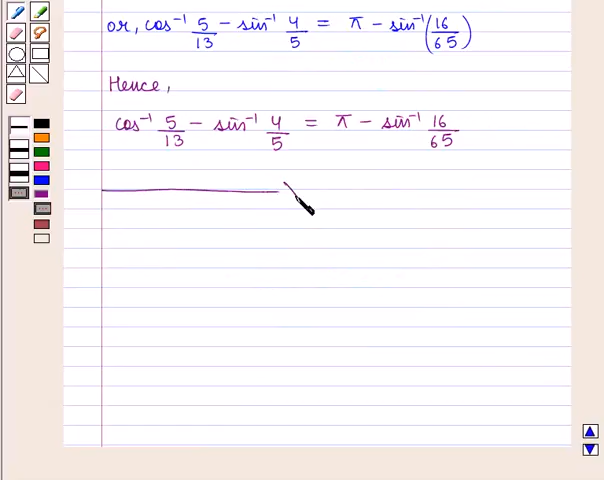 or, cos⁻¹ 5/13 − sin⁻¹ 4/5 = π − sin⁻¹(16/65)
Hence,
cos⁻¹ 5/13 − sin⁻¹ 4/5 = π − sin⁻¹ 16/65